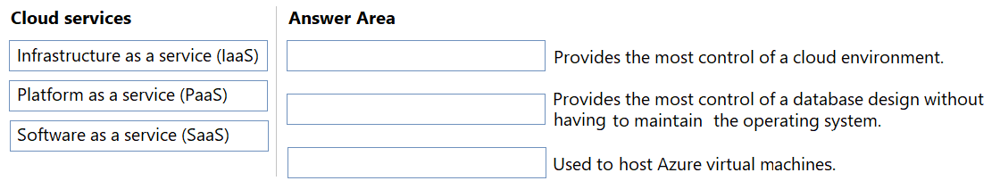 Cloud services
Answer Area
Infrastructure as a service (IaaS)
Provides the most control of a cloud environment.
Platform as a service (PaaS)
Provides the most control of a database design without
having to maintain the operating system.
Software as a service (SaaS)
Used to host Azure virtual machines.